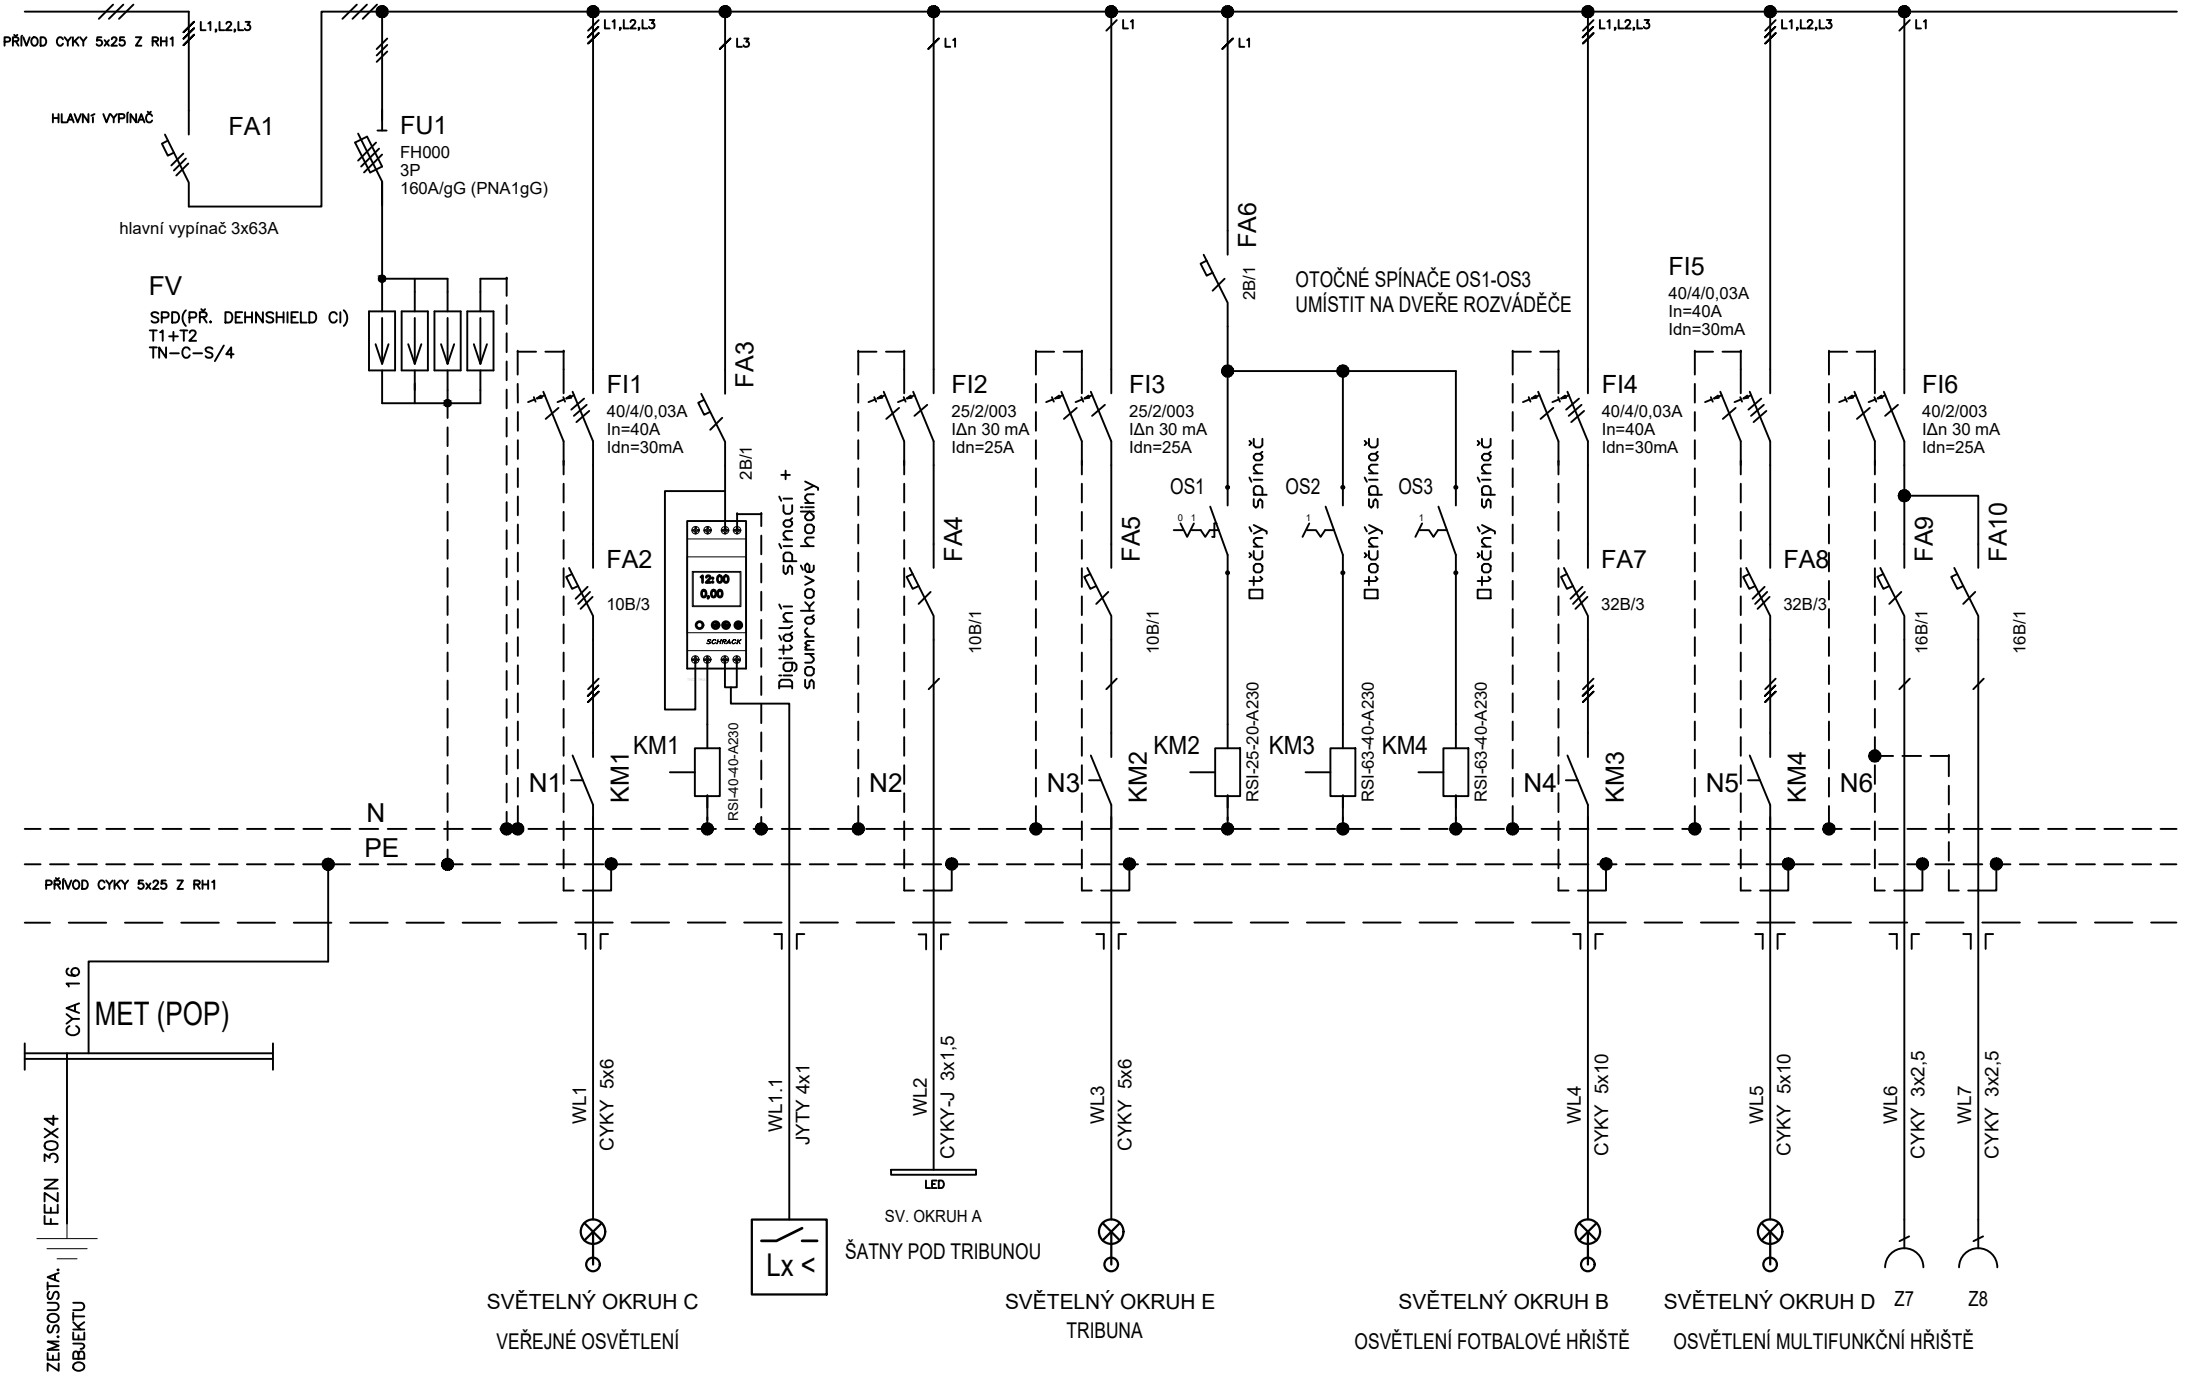 PŘÍVOD CYKY 5x25 Z RH1
L1,L2,L3
L1,L2,L3
L3
L1
L1
L1
L1,L2,L3
L1,L2,L3
L1
HLAVNí VYPÍNAČ
FA1
hlavní vypínač 3x63A
FU1
FH000
3P
160A/gG (PNA1gG)
FV
SPD(PŘ. DEHNSHIELD CI)
T1+T2
TN-C-S/4
FI1
40/4/0,03A
In=40A
Idn=30mA
FA2
10B/3
FA3
2B/1
12:00
0,00
SCHRACK
Digitální spínací +
soumrakové hodiny
FI2
25/2/003
IΔn 30 mA
Idn=25A
FA4
10B/1
FI3
25/2/003
IΔn 30 mA
Idn=25A
FA5
10B/1
FA6
2B/1
OTOČNÉ SPÍNAČE OS1-OS3
UMÍSTIT NA DVEŘE ROZVÁDĚČE
OS1
0 1
Otočný spínač
OS2
1
Otočný spínač
OS3
1
Otočný spínač
FI4
40/4/0,03A
In=40A
Idn=30mA
FA7
32B/3
FI5
40/4/0,03A
In=40A
Idn=30mA
FA8
32B/3
FI6
40/2/003
IΔn 30 mA
Idn=25A
FA9
16B/1
FA10
16B/1
N1
KM1
KM1
RSI-40-40-A230
N2
N3
KM2
KM2
RSI-25-20-A230
KM3
RSI-63-40-A230
KM4
RSI-63-40-A230
N4
KM3
N5
KM4
N6
N
PE
PŘÍVOD CYKY 5x25 Z RH1
CYA 16
MET (POP)
FEZN 30X4
ZEM.SOUSTA.
OBJEKTU
WL1
CYKY 5x6
WL1.1
JYTY 4x1
WL2
CYKY-J 3x1,5
WL3
CYKY 5x6
WL4
CYKY 5x10
WL5
CYKY 5x10
WL6
CYKY 3x2,5
WL7
CYKY 3x2,5
LED
SV. OKRUH A
ŠATNY POD TRIBUNOU
Lx <
SVĚTELNÝ OKRUH C
VEŘEJNÉ OSVĚTLENÍ
SVĚTELNÝ OKRUH E
TRIBUNA
SVĚTELNÝ OKRUH B
OSVĚTLENÍ FOTBALOVÉ HŘIŠTĚ
SVĚTELNÝ OKRUH D
OSVĚTLENÍ MULTIFUNKČNÍ HŘIŠTĚ
Z7
Z8